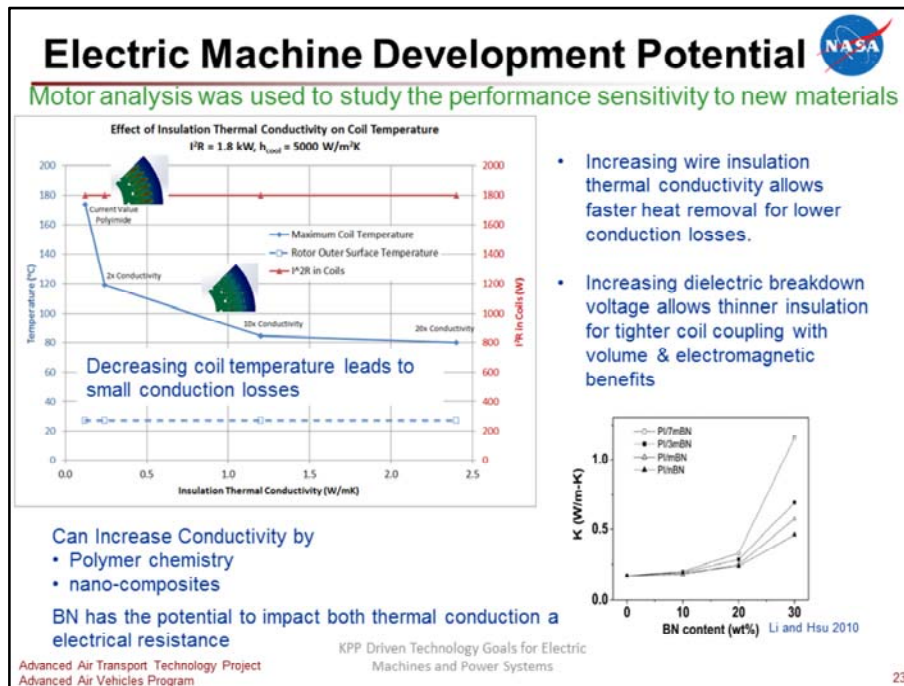 Electric Machine Development Potential
NASA
Motor analysis was used to study the performance sensitivity to new materials
Effect of Insulation Thermal Conductivity on Coil Temperature
I²R = 1.8 kW, h_cool = 5000 W/m²K
200
180
160
140
120
100
80
60
40
20
0
Temperature (°C)
2000
1800
1600
1400
1200
1000
800
600
400
200
0
I²R in Coils (W)
Current Value
Polyimide
2x Conductivity
10x Conductivity
20x Conductivity
Maximum Coil Temperature
Rotor Outer Surface Temperature
I^2R in Coils
Decreasing coil temperature leads to
small conduction losses
0.0 0.5 1.0 1.5 2.0 2.5
Insulation Thermal Conductivity (W/mK)
• Increasing wire insulation
thermal conductivity allows
faster heat removal for lower
conduction losses.
• Increasing dielectric breakdown
voltage allows thinner insulation
for tighter coil coupling with
volume & electromagnetic
benefits
PI/7mBN
PI/3mBN
PI/mBN
PI/nBN
K (W/m-K)
1.0
0.5
0.0
0 10 20 30
BN content (wt%)
Li and Hsu 2010
Can Increase Conductivity by
• Polymer chemistry
• nano-composites
BN has the potential to impact both thermal conduction a
electrical resistance
KPP Driven Technology Goals for Electric
Machines and Power Systems
Advanced Air Transport Technology Project
Advanced Air Vehicles Program
23